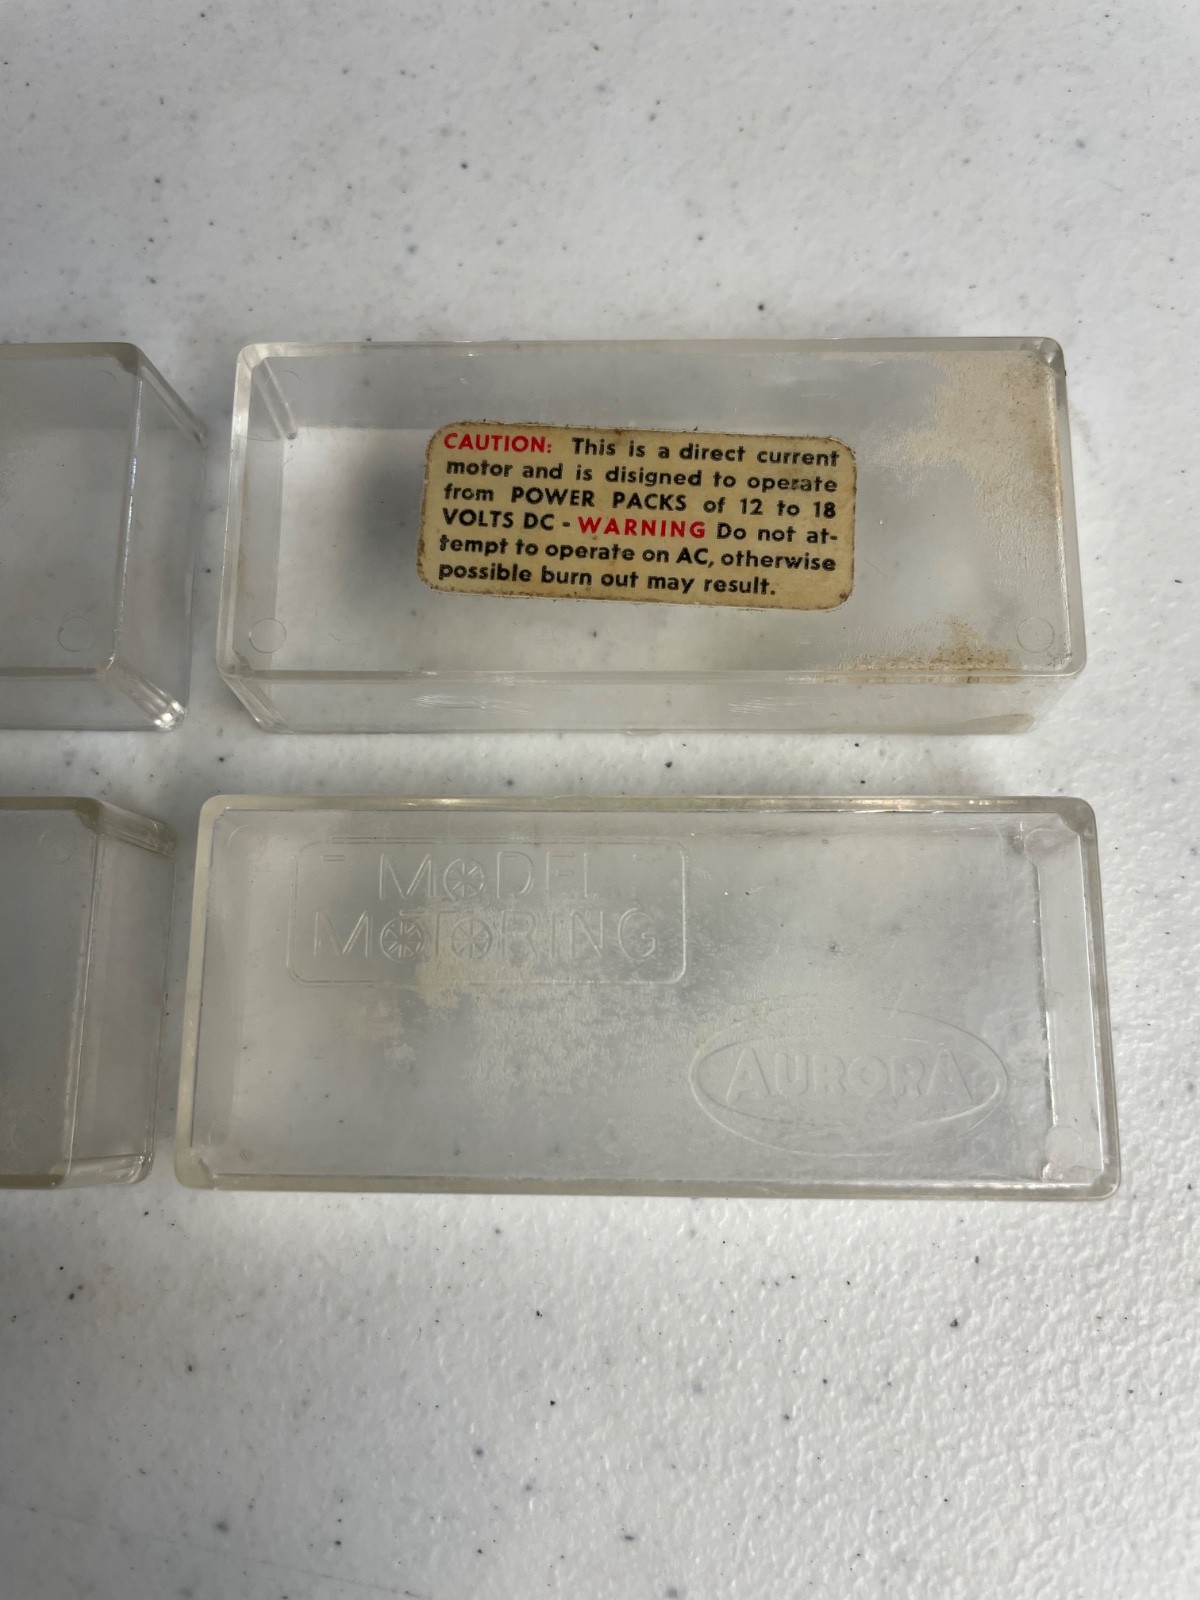 CAUTION: This is a direct current
motor and is disigned to operate
from POWER PACKS of 12 to 18
VOLTS DC - WARNING Do not at-
tempt to operate on AC, otherwise
possible burn out may result.
MODEL
MOTORING
AURORA